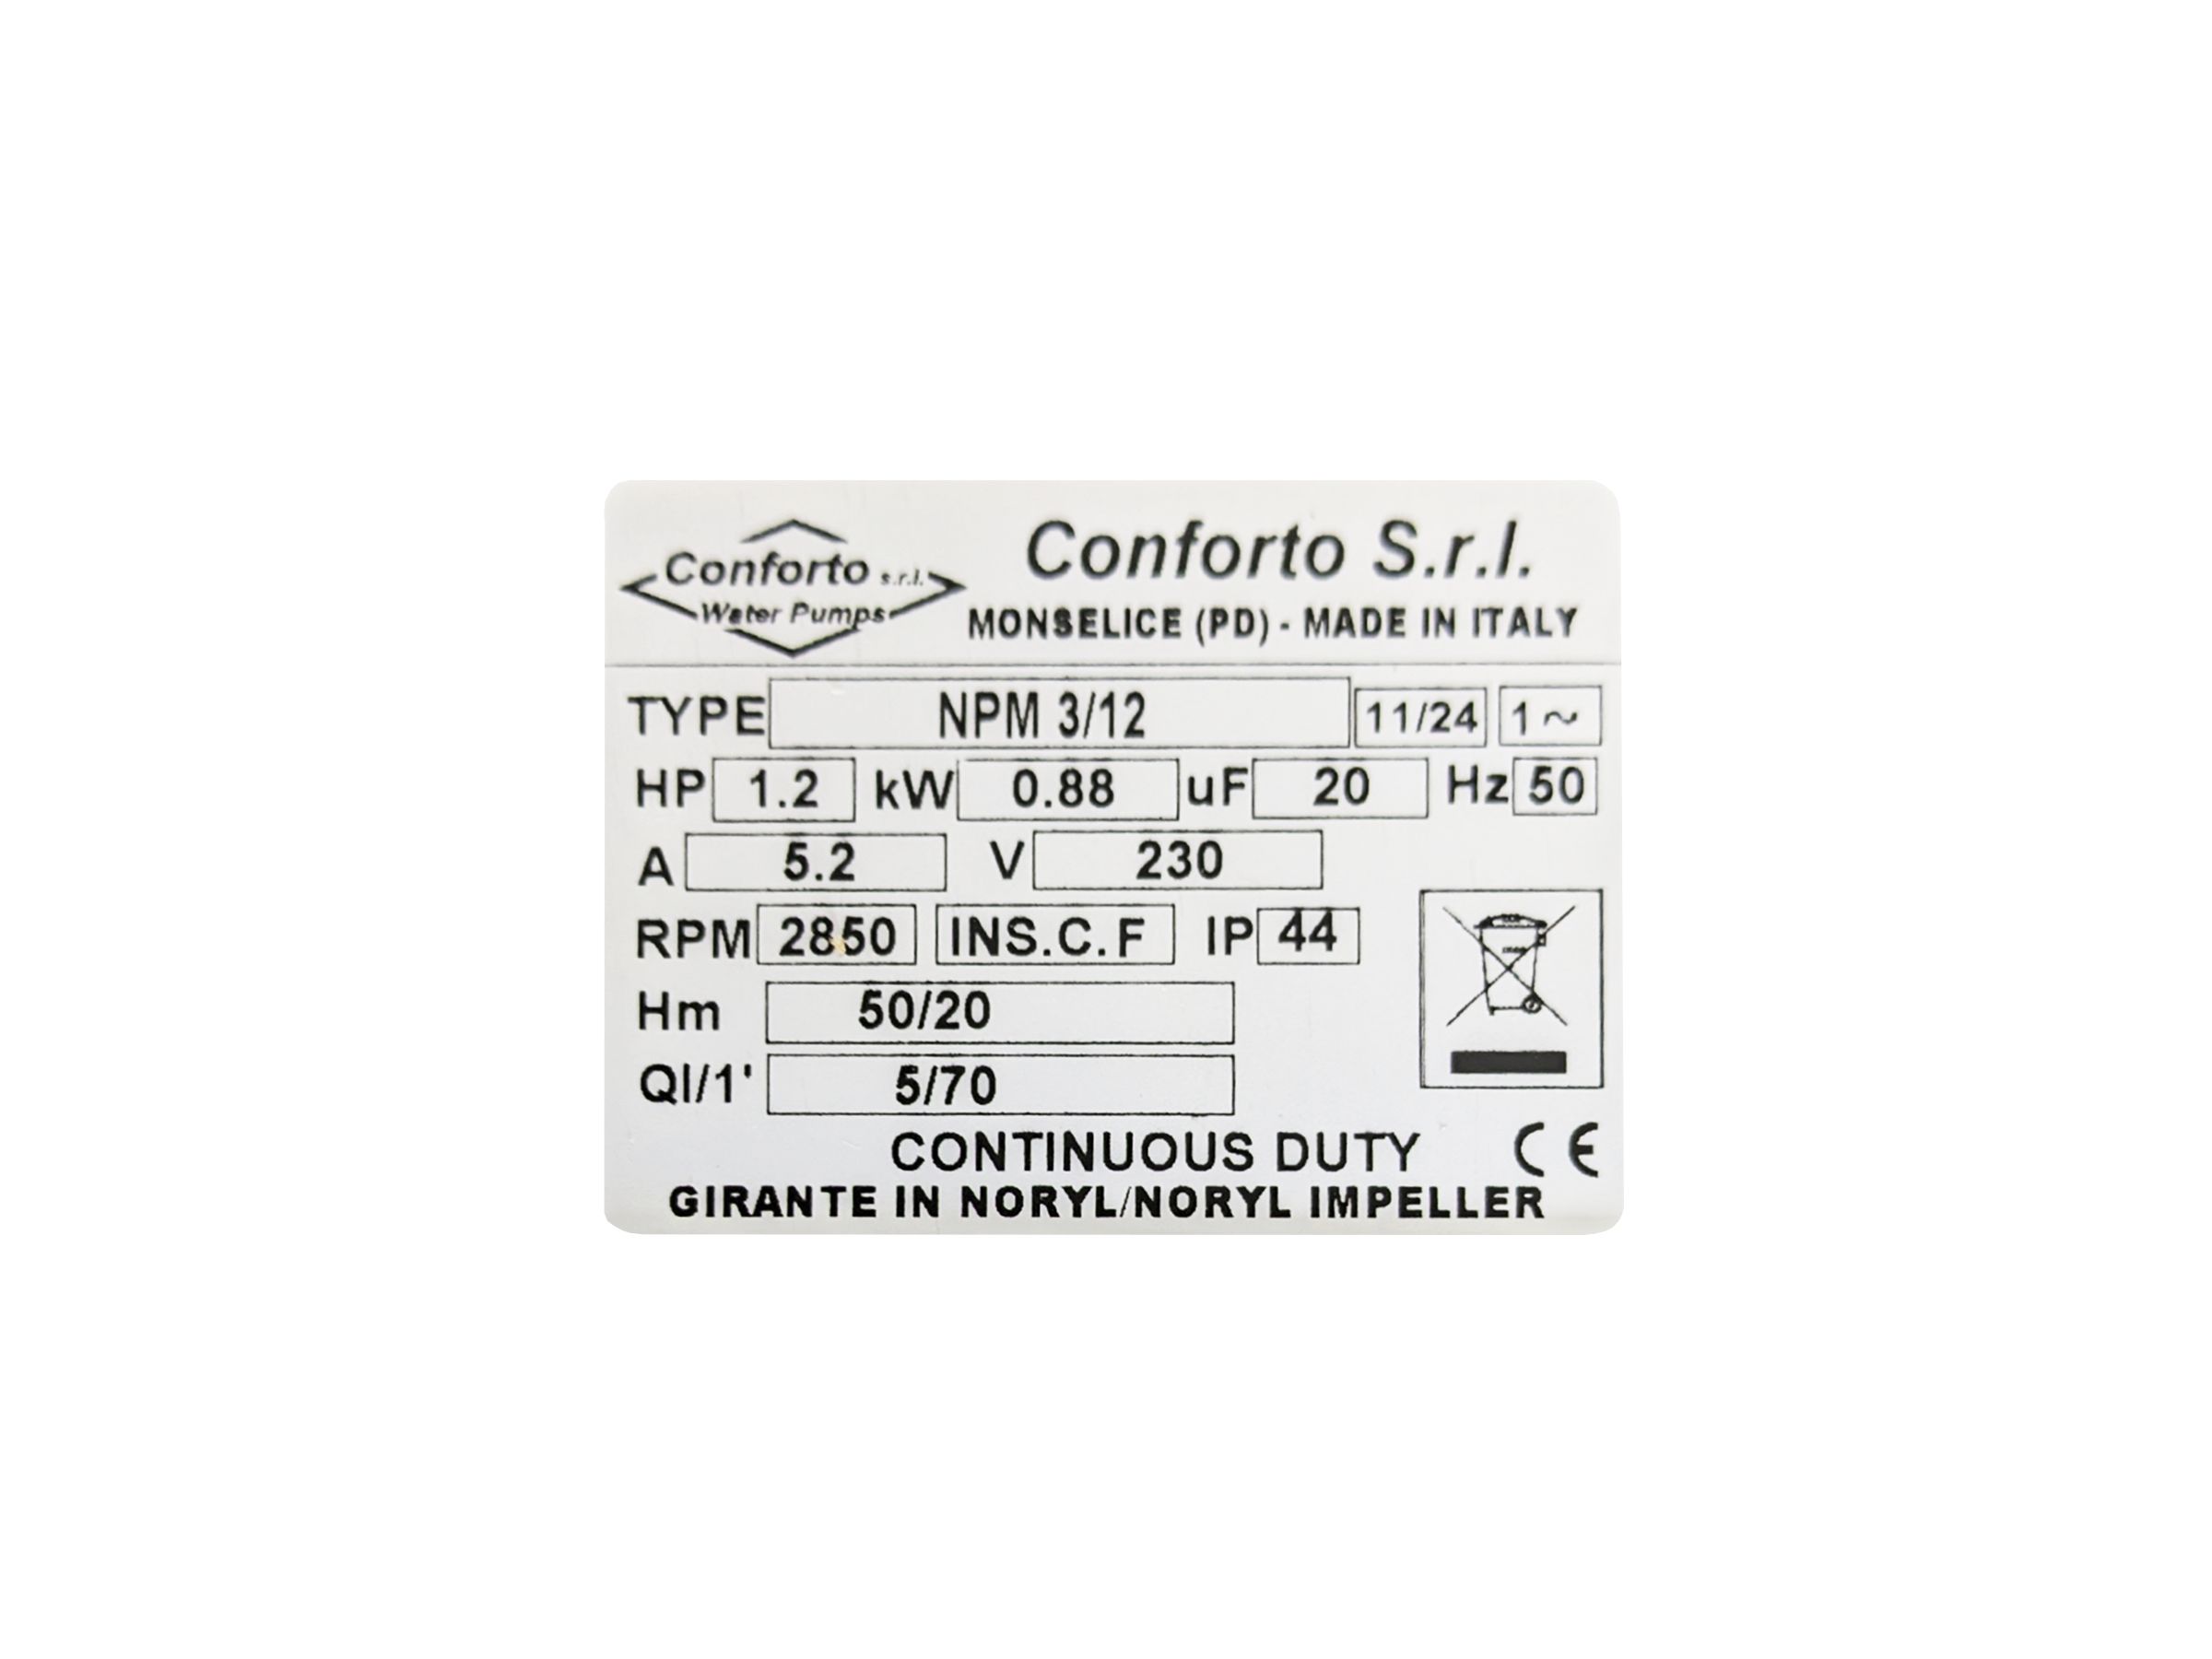 Conforto s.r.l.
Water Pumps
Conforto S.r.l.
MONSELICE (PD) - MADE IN ITALY
TYPE NPM 3/12 11/24 1~
HP 1.2 kW 0.88 uF 20 Hz 50
A 5.2 V 230
RPM 2850 INS.C.F IP 44
Hm 50/20
Ql/1' 5/70
CONTINUOUS DUTY CE
GIRANTE IN NORYL/NORYL IMPELLER